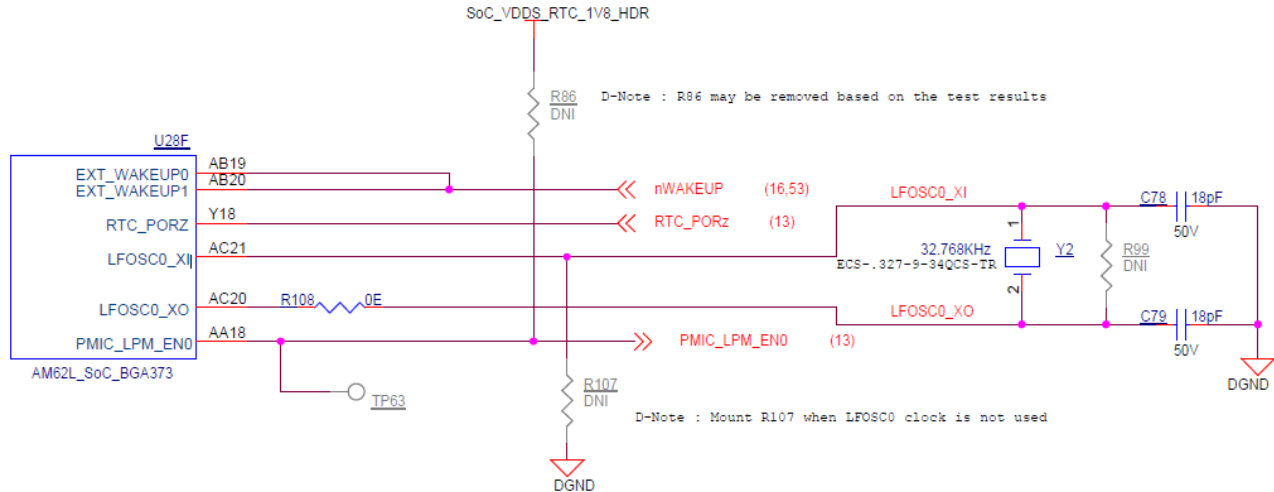 SoC_VDDS_RTC_1V8_HDR
R86
DNI
D-Note : R86 may be removed based on the test results
U28F
EXT_WAKEUP0
AB19
EXT_WAKEUP1
AB20
nWAKEUP (16,53)
RTC_PORZ
Y18
RTC_PORz (13)
LFOSC0_XI
AC21
LFOSC0_XI
C78
18pF
50V
1
32.768KHz
Y2
ECS-.327-9-34QCS-TR
2
R99
DNI
LFOSC0_XO
AC20
R108
0E
LFOSC0_XO
C79
18pF
50V
PMIC_LPM_EN0
AA18
PMIC_LPM_EN0 (13)
AM62L_SoC_BGA373
TP63
R107
DNI
D-Note : Mount R107 when LFOSC0 clock is not used
DGND
DGND